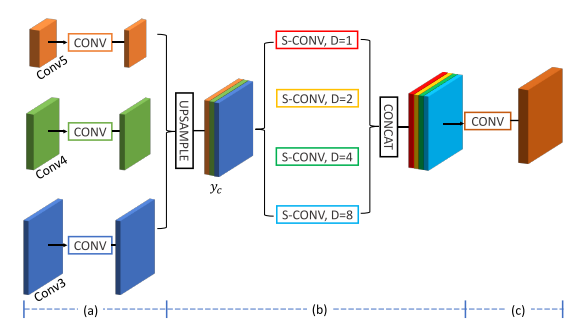 CONV
Conv5
CONV
Conv4
CONV
Conv3
UPSAMPLE
y_c
S-CONV, D=1
S-CONV, D=2
S-CONV, D=4
S-CONV, D=8
CONCAT
CONV
(a)
(b)
(c)